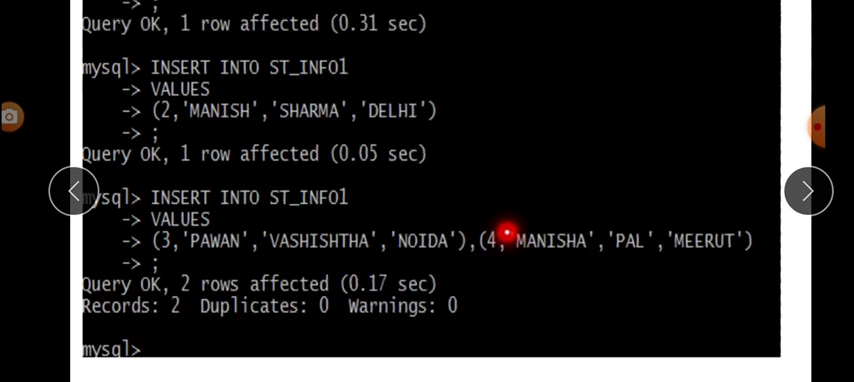 -> ;
Query OK, 1 row affected (0.31 sec)
mysql> INSERT INTO ST_INFO1
-> VALUES
-> (2,'MANISH','SHARMA','DELHI')
-> ;
Query OK, 1 row affected (0.05 sec)
mysql> INSERT INTO ST_INFO1
-> VALUES
-> (3,'PAWAN','VASHISHTHA','NOIDA'),(4,'MANISHA','PAL','MEERUT')
-> ;
Query OK, 2 rows affected (0.17 sec)
Records: 2 Duplicates: 0 Warnings: 0
mysql>